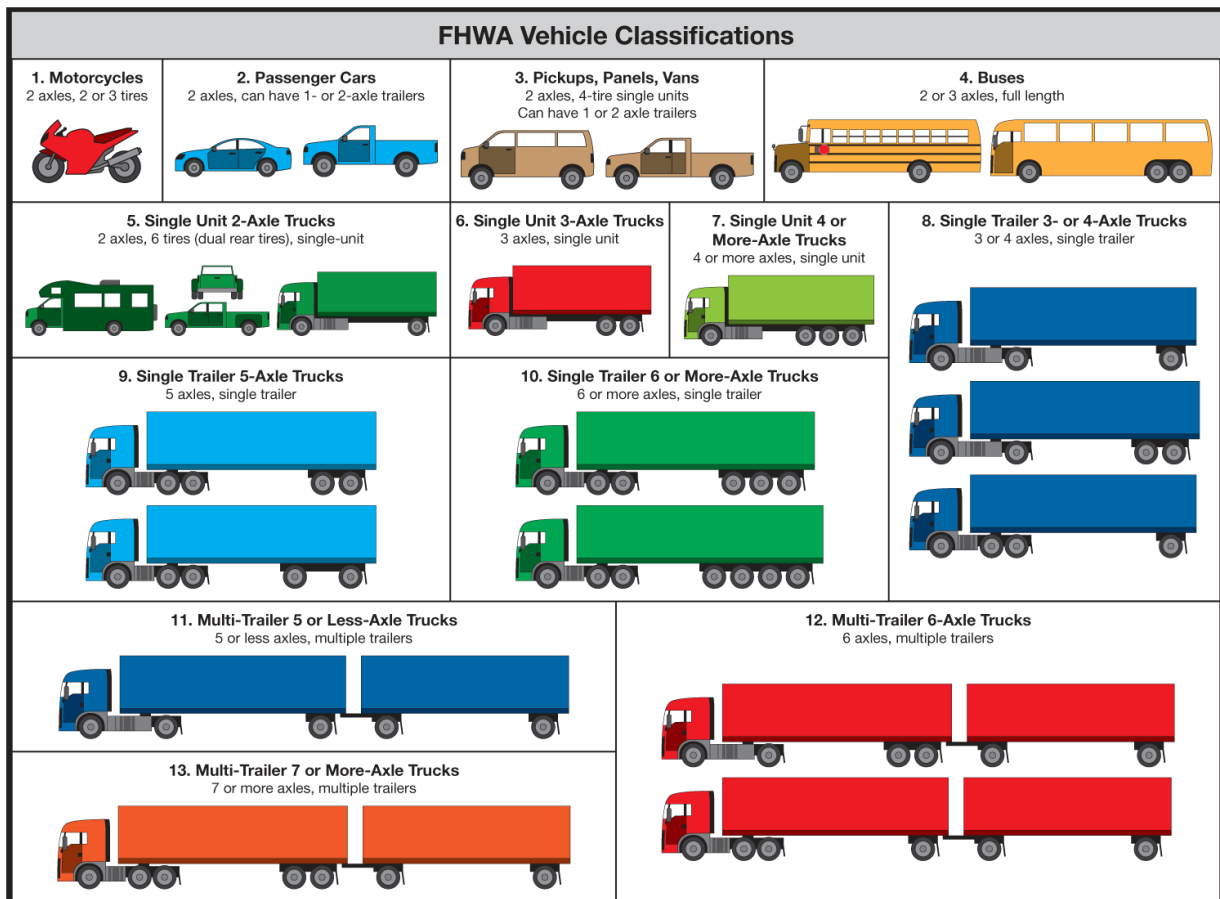 FHWA Vehicle Classifications
1. Motorcycles
2 axles, 2 or 3 tires
2. Passenger Cars
2 axles, can have 1- or 2-axle trailers
3. Pickups, Panels, Vans
2 axles, 4-tire single units
Can have 1 or 2 axle trailers
4. Buses
2 or 3 axles, full length
5. Single Unit 2-Axle Trucks
2 axles, 6 tires (dual rear tires), single-unit
6. Single Unit 3-Axle Trucks
3 axles, single unit
7. Single Unit 4 or
More-Axle Trucks
4 or more axles, single unit
8. Single Trailer 3- or 4-Axle Trucks
3 or 4 axles, single trailer
9. Single Trailer 5-Axle Trucks
5 axles, single trailer
10. Single Trailer 6 or More-Axle Trucks
6 or more axles, single trailer
11. Multi-Trailer 5 or Less-Axle Trucks
5 or less axles, multiple trailers
12. Multi-Trailer 6-Axle Trucks
6 axles, multiple trailers
13. Multi-Trailer 7 or More-Axle Trucks
7 or more axles, multiple trailers